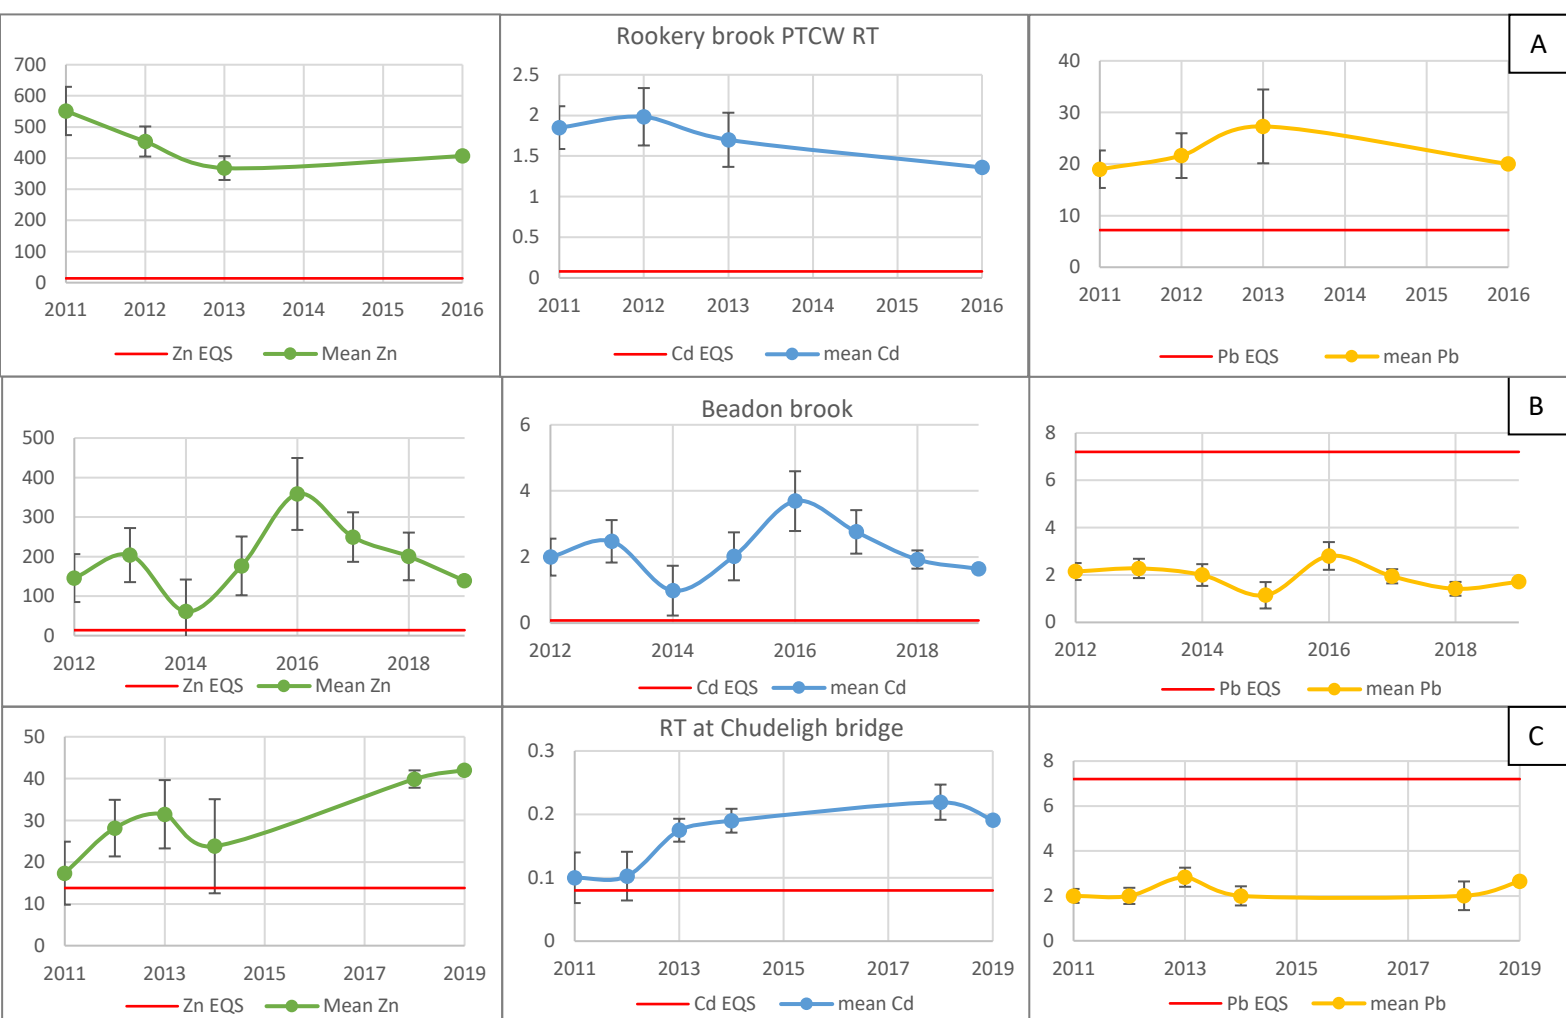 Rookery brook PTCW RT
A
700
600
500
400
300
200
100
0
2011 2012 2013 2014 2015 2016
Zn EQS Mean Zn
2.5
2
1.5
1
0.5
0
2011 2012 2013 2014 2015 2016
Cd EQS mean Cd
40
30
20
10
0
2011 2012 2013 2014 2015 2016
Pb EQS mean Pb
Beadon brook
B
500
400
300
200
100
0
2012 2014 2016 2018
Zn EQS Mean Zn
6
4
2
0
2012 2014 2016 2018
Cd EQS mean Cd
8
6
4
2
0
2012 2014 2016 2018
Pb EQS mean Pb
RT at Chudeligh bridge
C
50
40
30
20
10
0
2011 2013 2015 2017 2019
Zn EQS Mean Zn
0.3
0.2
0.1
0
2011 2013 2015 2017 2019
Cd EQS mean Cd
8
6
4
2
0
2011 2013 2015 2017 2019
Pb EQS mean Pb